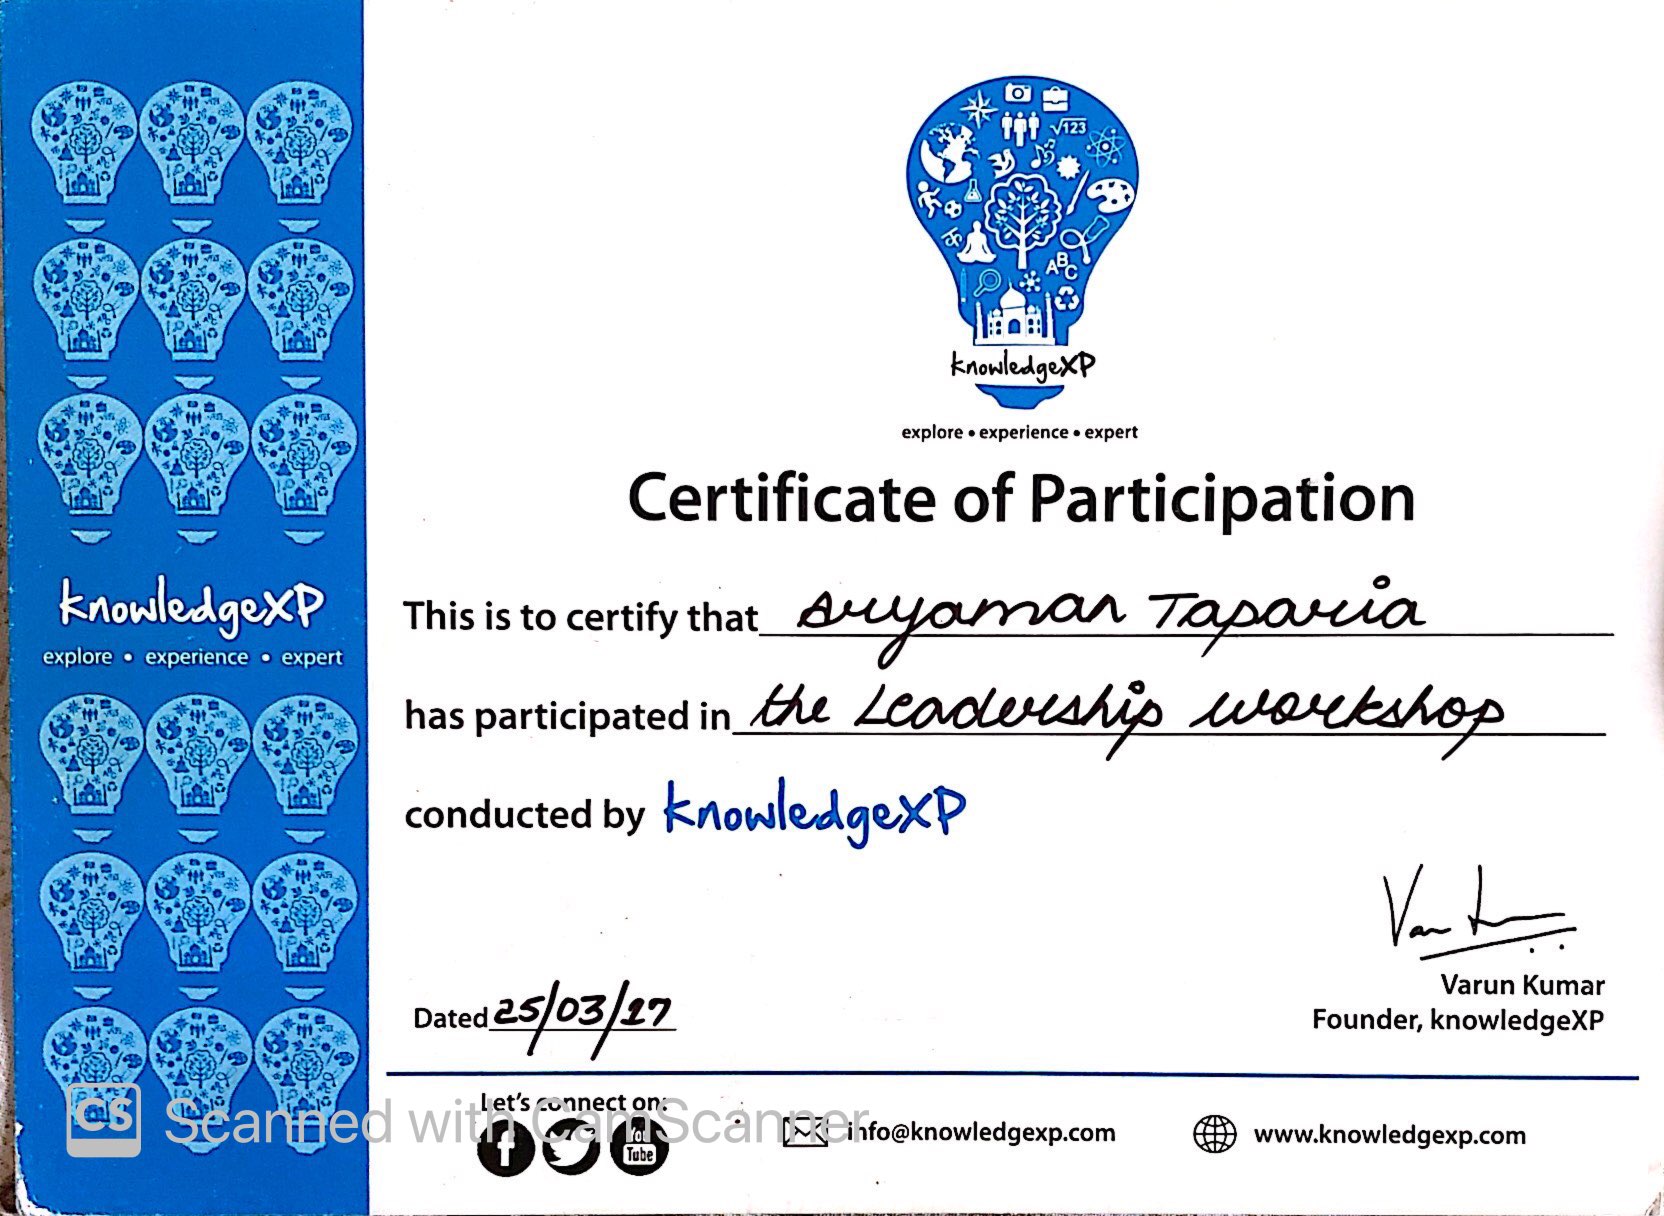 √123
ABC
knowledgeXP
explore • experience • expert
Certificate of Participation
This is to certify that Aryaman Taparia
has participated in the Leadership workshop
conducted by knowledgeXP
Dated 25/03/17
Varun Kumar
Founder, knowledgeXP
knowledgeXP
explore • experience • expert
Let's connect on:
f
You Tube
info@knowledgexp.com
www.knowledgexp.com
CS Scanned with CamScanner